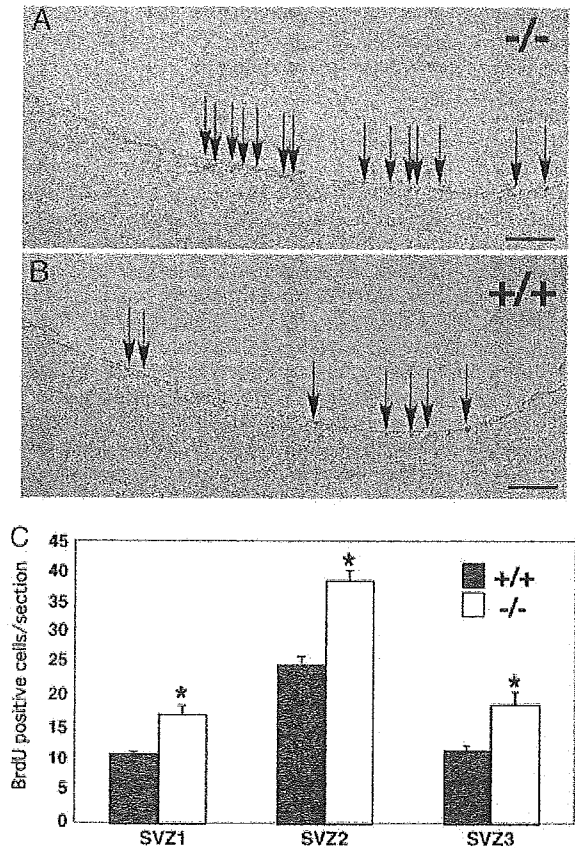 A
-/-
B
+/+
C
45
40
35
30
25
20
15
10
5
0
BrdU positive cells/section
*
*
*
+/+
-/-
SVZ1
SVZ2
SVZ3